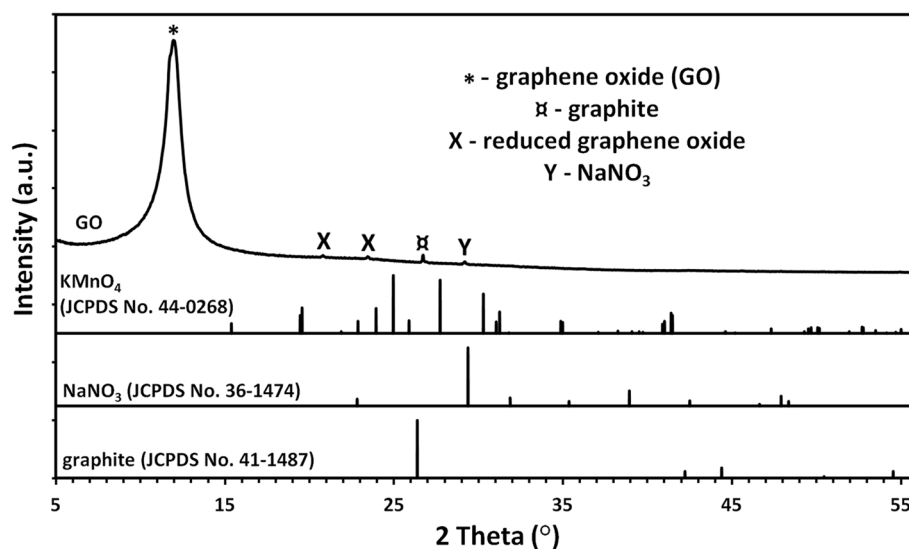 *
* - graphene oxide (GO)
¤ - graphite
X - reduced graphene oxide
Y - NaNO₃
Intensity (a.u.)
GO
X
X
¤
Y
KMnO₄
(JCPDS No. 44-0268)
NaNO₃ (JCPDS No. 36-1474)
graphite (JCPDS No. 41-1487)
5 15 25 35 45 55
2 Theta (°)